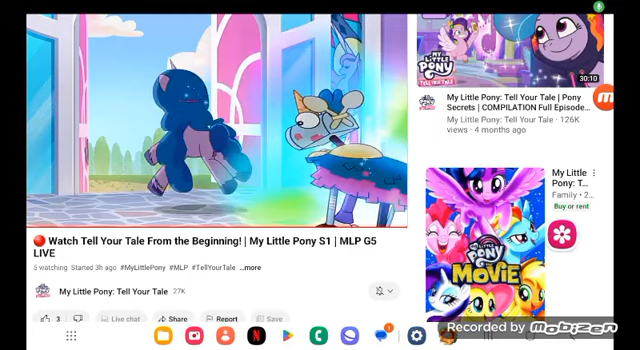 MY LITTLE PONY
TELL YOUR TALE
30:10
My Little Pony: Tell Your Tale | Pony
Secrets | COMPILATION Full Episode...
My Little Pony: Tell Your Tale • 126K
views • 4 months ago
My Little
Pony: T...
Family • 2...
Buy or rent
MY LITTLE PONY
THE MOVIE
🔴 Watch Tell Your Tale From the Beginning! | My Little Pony S1 | MLP G5
LIVE
5 watching Started 3h ago #MyLittlePony #MLP #TellYourTale ...more
My Little Pony: Tell Your Tale 27K
3 Live chat Share Report Save
1
Recorded by mobizen